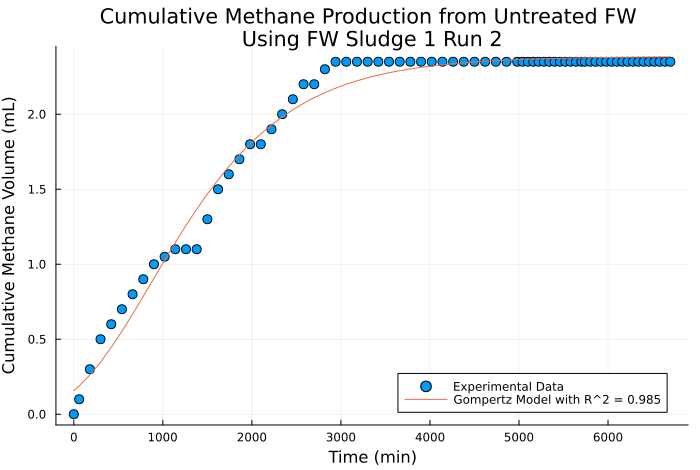 Cumulative Methane Production from Untreated FW
Using FW Sludge 1 Run 2
Cumulative Methane Volume (mL)
2.0
1.5
1.0
0.5
0.0
Experimental Data
Gompertz Model with R^2 = 0.985
0 1000 2000 3000 4000 5000 6000
Time (min)